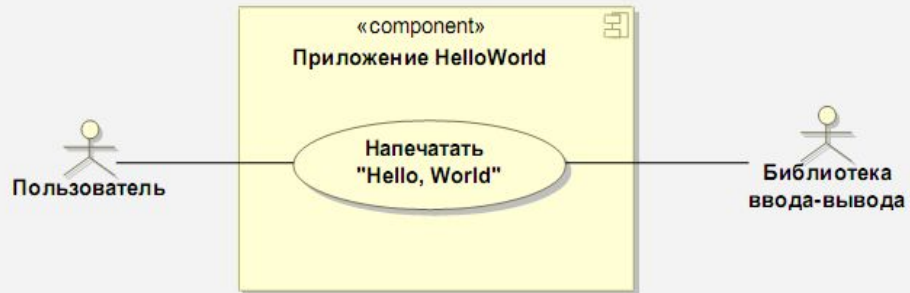 «component»
Приложение HelloWorld
Напечатать
"Hello, World"
Пользователь
Библиотека
ввода-вывода